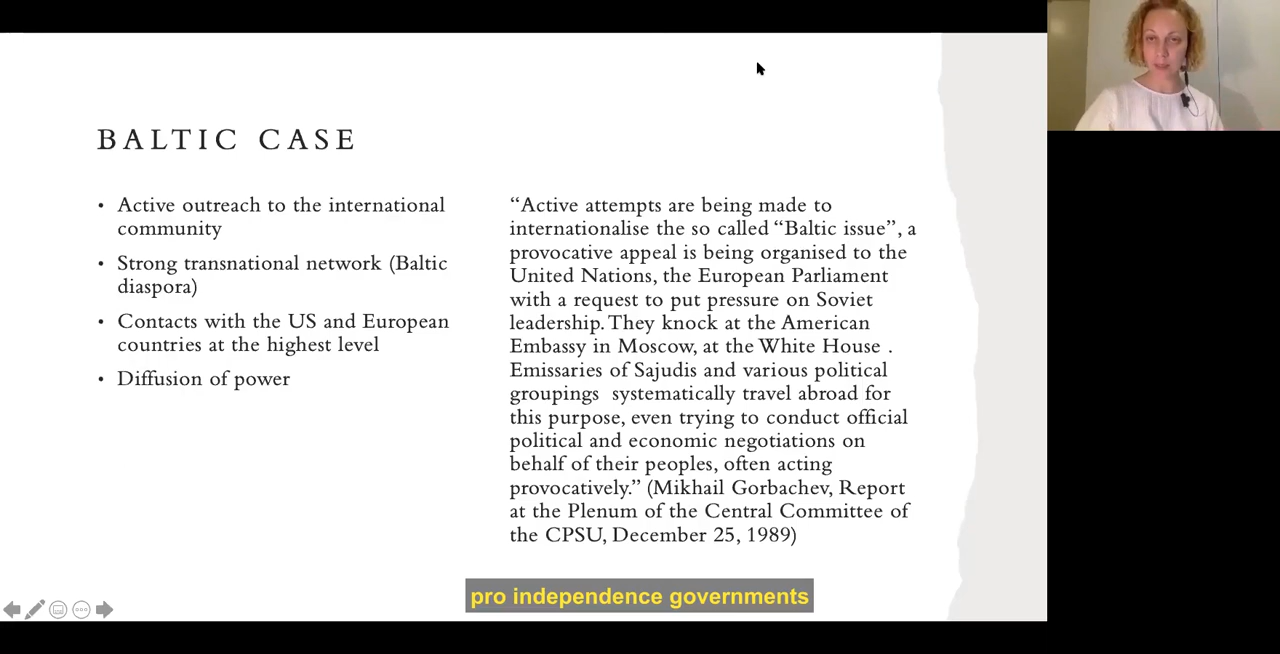 BALTIC CASE
• Active outreach to the international
community
• Strong transnational network (Baltic
diaspora)
• Contacts with the US and European
countries at the highest level
• Diffusion of power
“Active attempts are being made to
internationalise the so called “Baltic issue”, a
provocative appeal is being organised to the
United Nations, the European Parliament
with a request to put pressure on Soviet
leadership. They knock at the American
Embassy in Moscow, at the White House .
Emissaries of Sajudis and various political
groupings  systematically travel abroad for
this purpose, even trying to conduct official
political and economic negotiations on
behalf of their peoples, often acting
provocatively.” (Mikhail Gorbachev, Report
at the Plenum of the Central Committee of
the CPSU, December 25, 1989)
pro independence governments